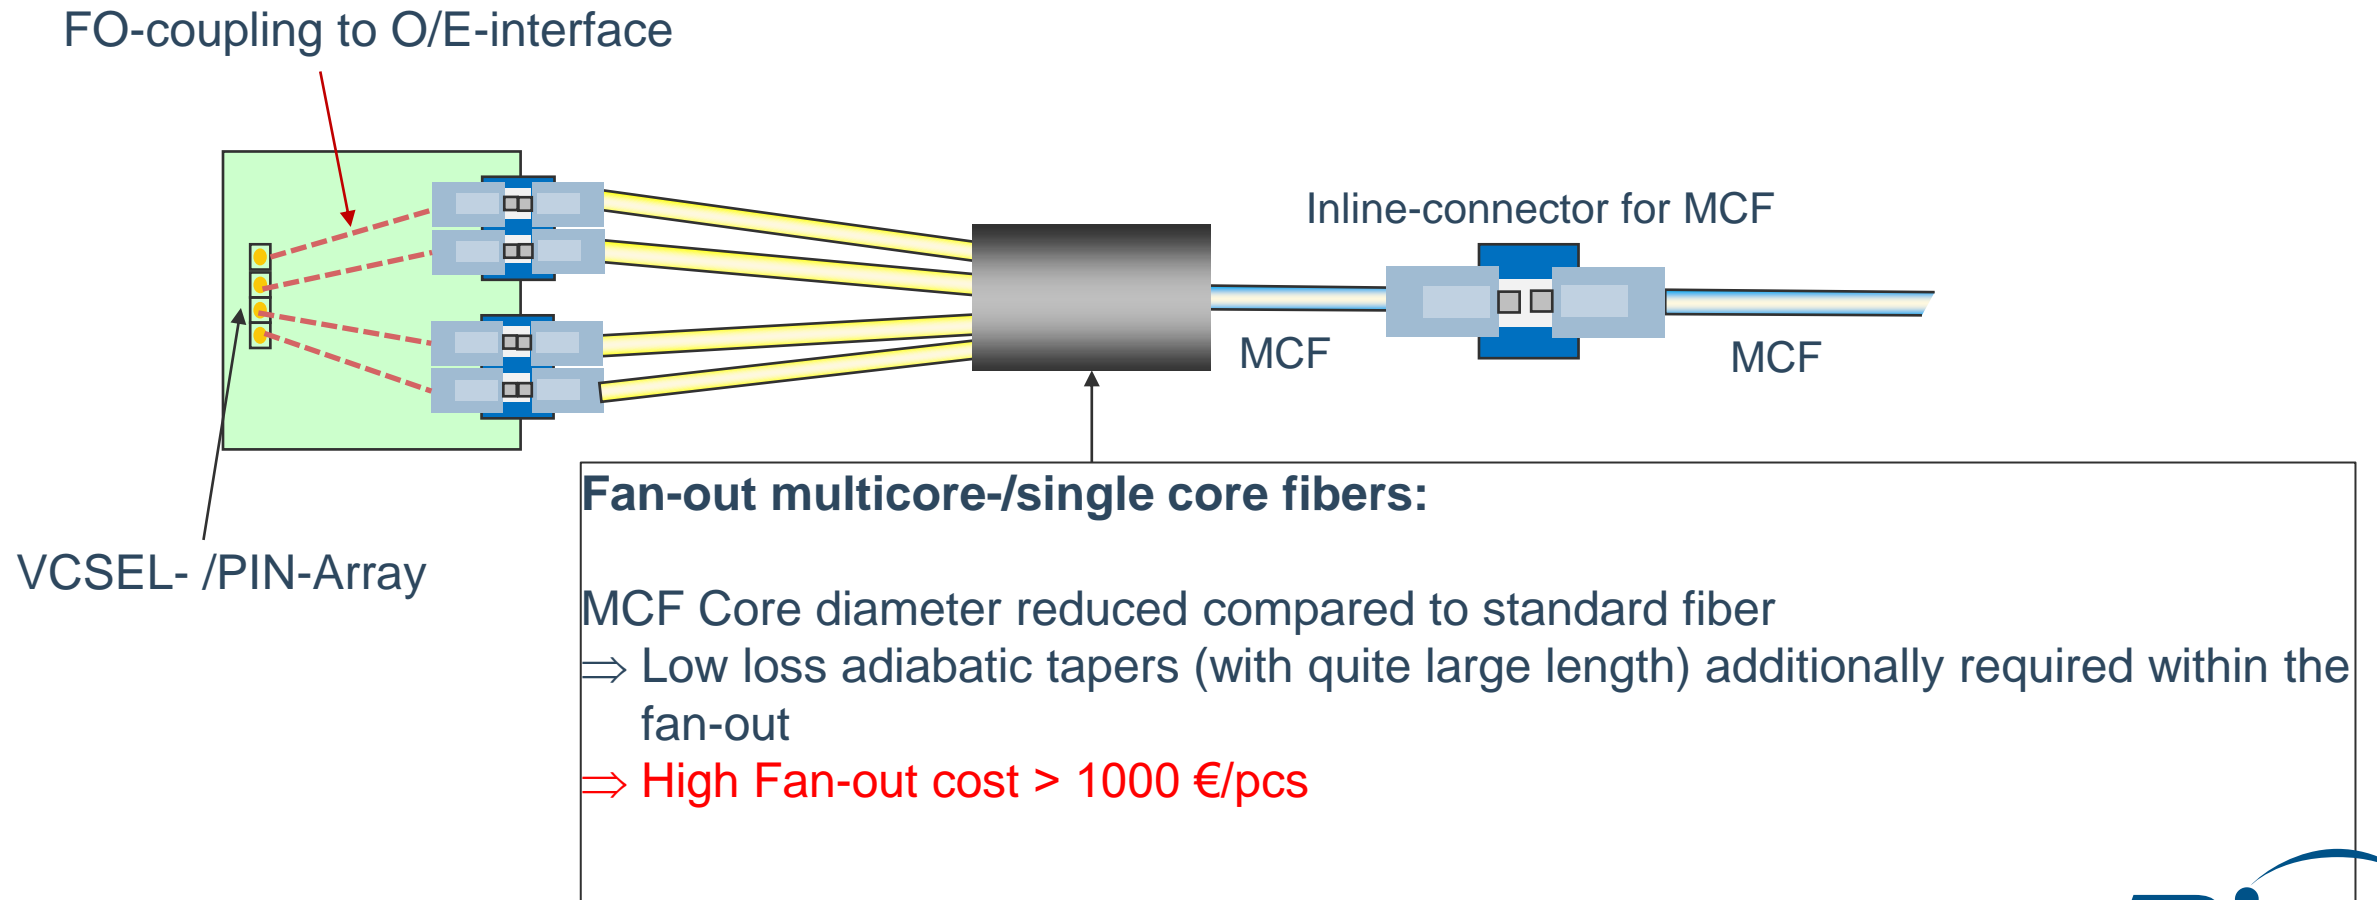 FO-coupling to O/E-interface
Inline-connector for MCF
MCF
MCF
VCSEL- /PIN-Array
Fan-out multicore-/single core fibers:
MCF Core diameter reduced compared to standard fiber
⇒ Low loss adiabatic tapers (with quite large length) additionally required within the
fan-out
⇒ High Fan-out cost > 1000 €/pcs